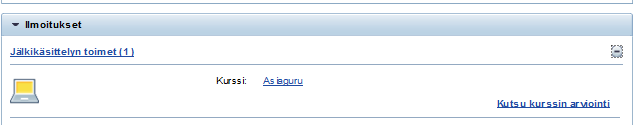 Ilmoitukset
Jälkikäsittelyn toimet (1)
Kurssi: Asiaguru
Kutsu kurssin arviointi